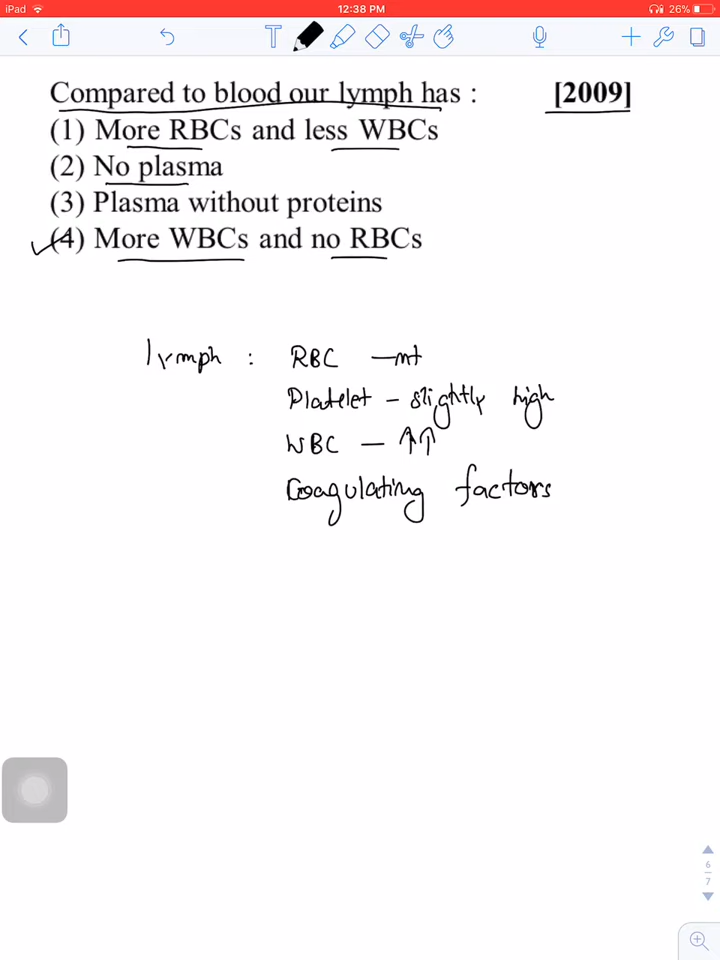 iPad 12:38 PM 26%
T
Compared to blood our lymph has : [2009]
(1) More RBCs and less WBCs
(2) No plasma
(3) Plasma without proteins
(4) More WBCs and no RBCs
lymph : RBC —
Platelet - slightly high
WBC — ↑↑
Coagulating factors
6
7